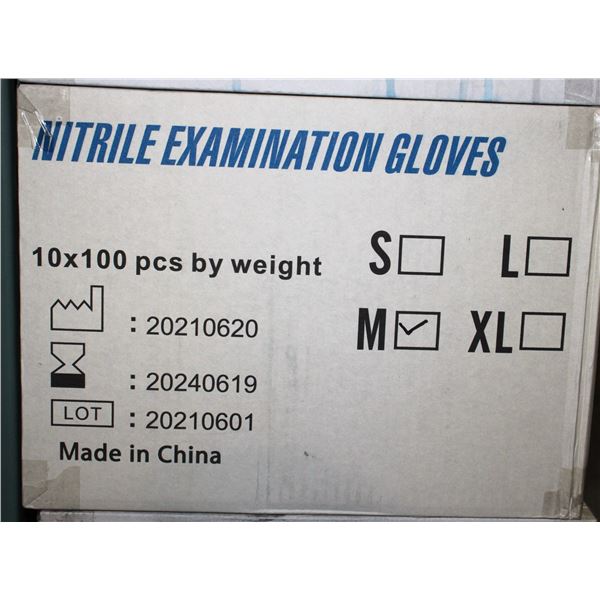 NITRILE EXAMINATION GLOVES
10x100 pcs by weight
S L
M XL
: 20210620
: 20240619
LOT : 20210601
Made in China